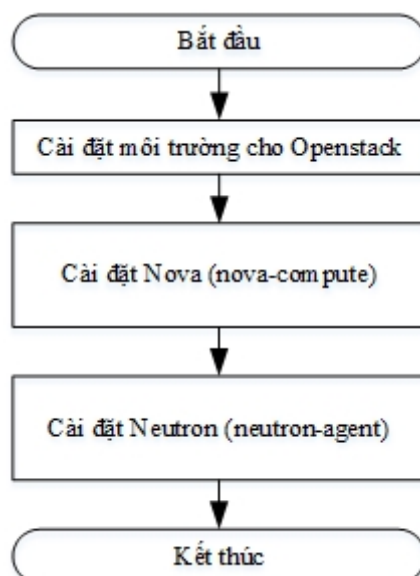 Bắt đầu
Cài đặt môi trường cho Openstack
Cài đặt Nova (nova-compute)
Cài đặt Neutron (neutron-agent)
Kết thúc